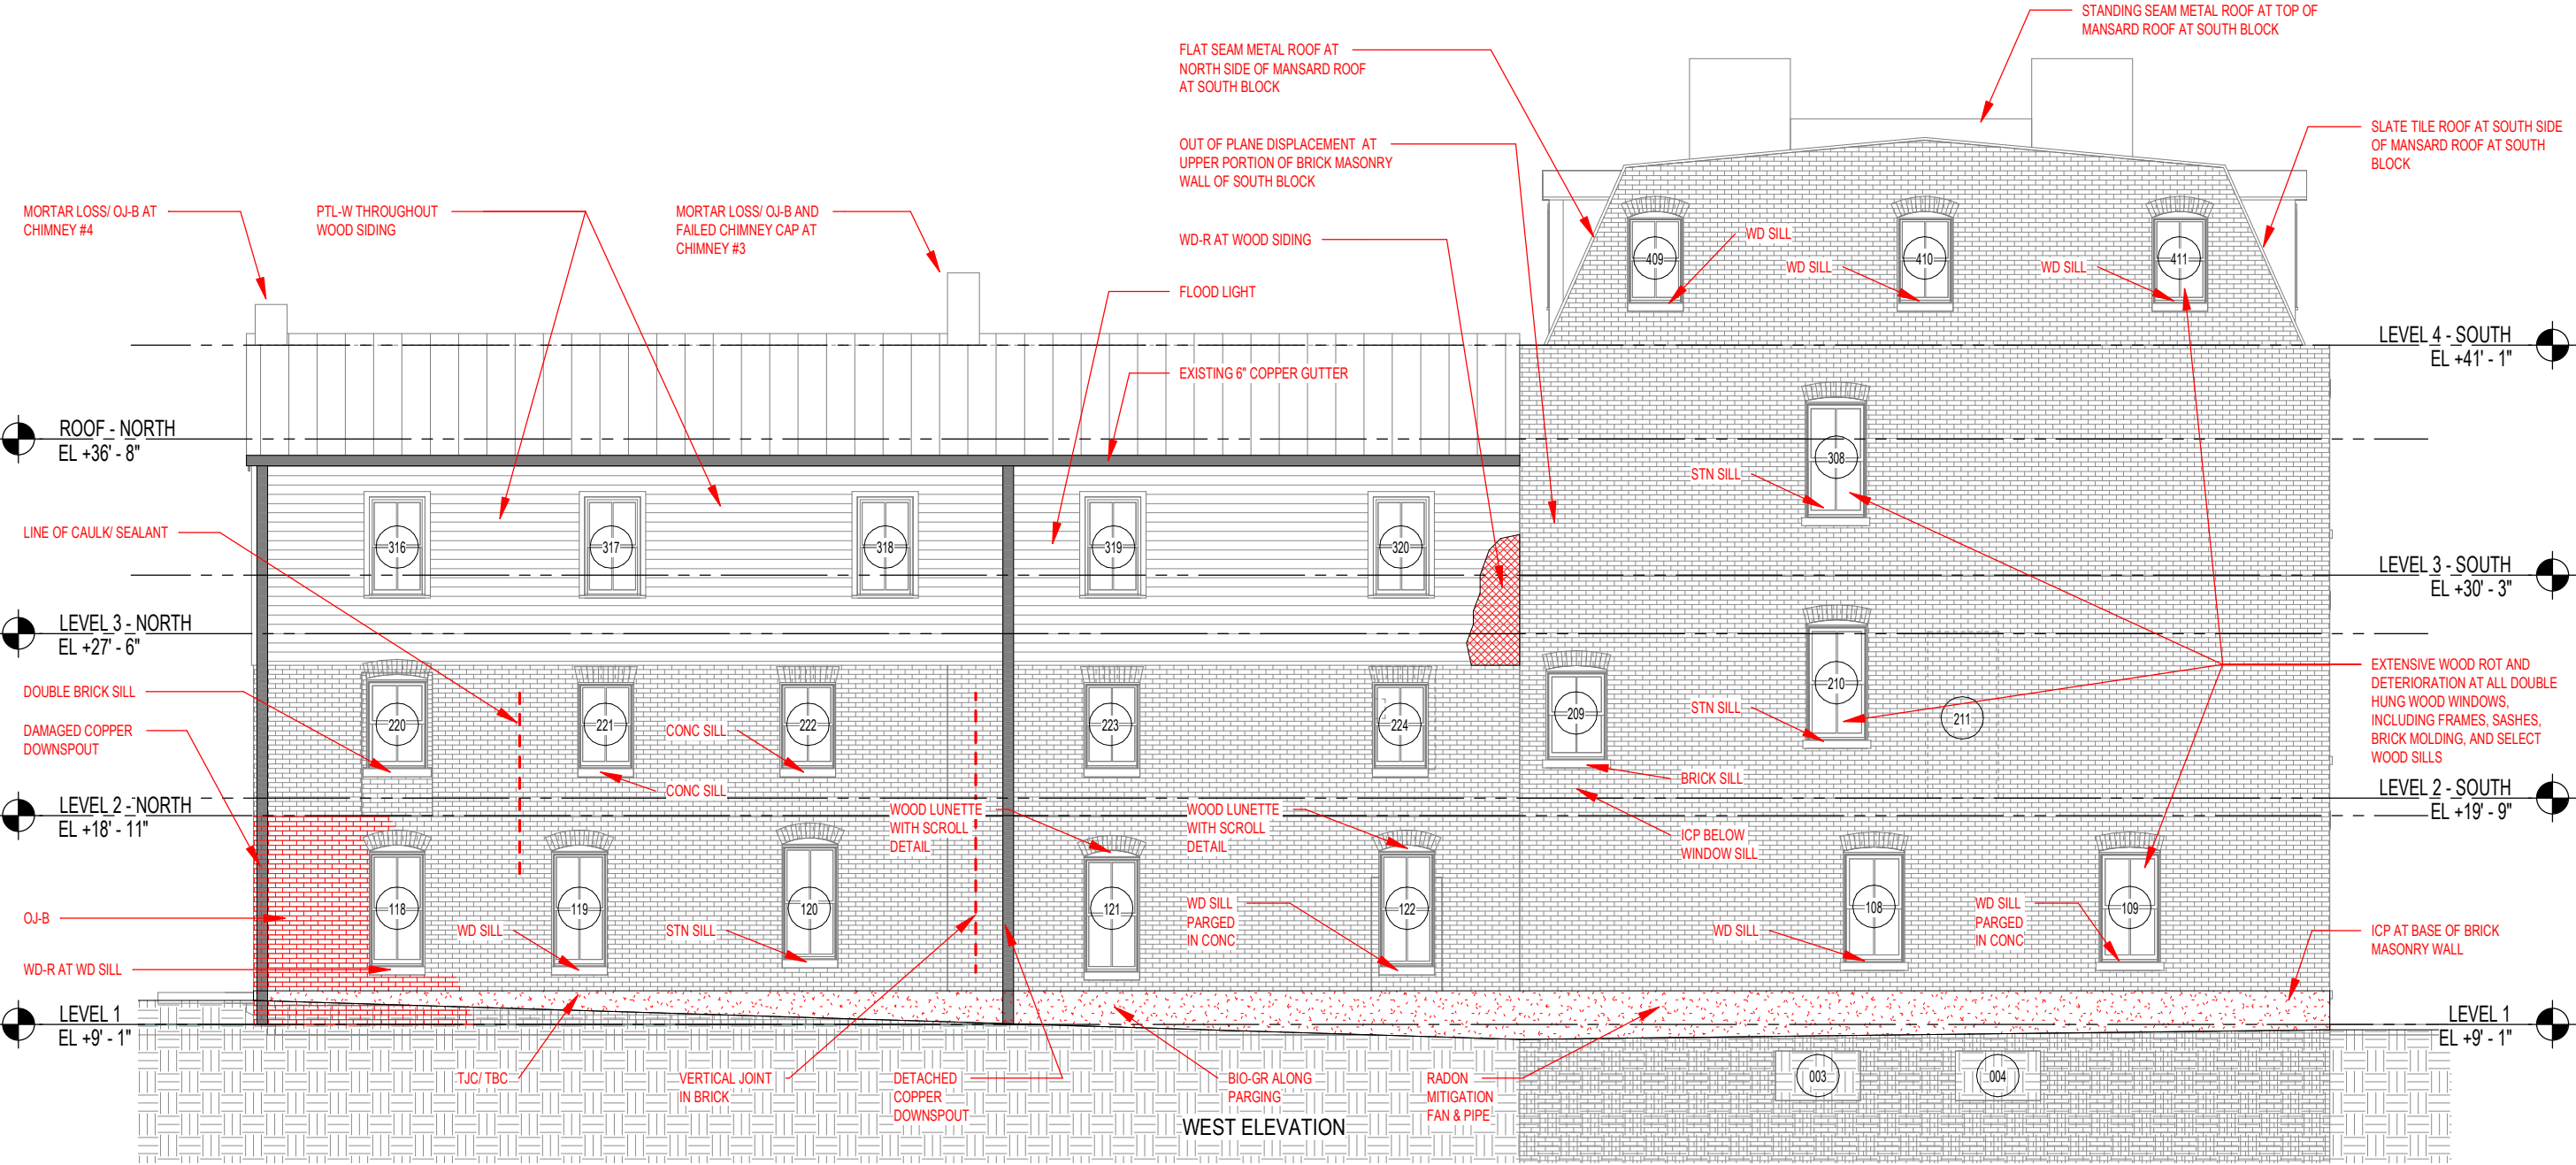 STANDING SEAM METAL ROOF AT TOP OF
MANSARD ROOF AT SOUTH BLOCK
FLAT SEAM METAL ROOF AT
NORTH SIDE OF MANSARD ROOF
AT SOUTH BLOCK
SLATE TILE ROOF AT SOUTH SIDE
OF MANSARD ROOF AT SOUTH
BLOCK
OUT OF PLANE DISPLACEMENT AT
UPPER PORTION OF BRICK MASONRY
WALL OF SOUTH BLOCK
MORTAR LOSS/ OJ-B AT
CHIMNEY #4
PTL-W THROUGHOUT
WOOD SIDING
MORTAR LOSS/ OJ-B AND
FAILED CHIMNEY CAP AT
CHIMNEY #3
WD-R AT WOOD SIDING
WD SILL
WD SILL
WD SILL
409
410
411
FLOOD LIGHT
LEVEL 4 - SOUTH
EL +41' - 1"
EXISTING 6" COPPER GUTTER
ROOF - NORTH
EL +36' - 8"
308
STN SILL
LINE OF CAULK/ SEALANT
316
317
318
319
320
LEVEL 3 - SOUTH
EL +30' - 3"
LEVEL 3 - NORTH
EL +27' - 6"
DOUBLE BRICK SILL
DAMAGED COPPER
DOWNSPOUT
220
221
222
223
224
209
210
211
CONC SILL
CONC SILL
STN SILL
BRICK SILL
EXTENSIVE WOOD ROT AND
DETERIORATION AT ALL DOUBLE
HUNG WOOD WINDOWS,
INCLUDING FRAMES, SASHES,
BRICK MOLDING, AND SELECT
WOOD SILLS
LEVEL 2 - NORTH
EL +18' - 11"
LEVEL 2 - SOUTH
EL +19' - 9"
WOOD LUNETTE
WITH SCROLL
DETAIL
WOOD LUNETTE
WITH SCROLL
DETAIL
ICP BELOW
WINDOW SILL
118
119
120
121
122
108
109
OJ-B
WD SILL
STN SILL
WD SILL
PARGED
IN CONC
WD SILL
WD SILL
PARGED
IN CONC
ICP AT BASE OF BRICK
MASONRY WALL
WD-R AT WD SILL
LEVEL 1
EL +9' - 1"
LEVEL 1
EL +9' - 1"
TJC/ TBC
VERTICAL JOINT
IN BRICK
DETACHED
COPPER
DOWNSPOUT
BIO-GR ALONG
PARGING
RADON
MITIGATION
FAN & PIPE
003
004
WEST ELEVATION